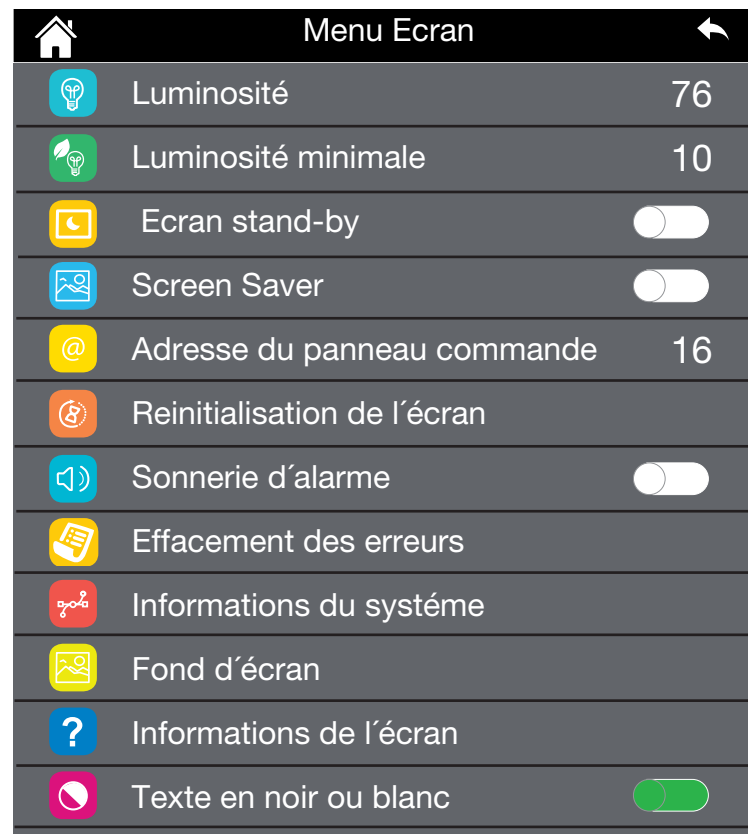 Menu Ecran
Luminosité 76
Luminosité minimale 10
Ecran stand-by
Screen Saver
@ Adresse du panneau commande 16
Reinitialisation de l´écran
Sonnerie d´alarme
Effacement des erreurs
Informations du systéme
Fond d´écran
? Informations de l´écran
Texte en noir ou blanc